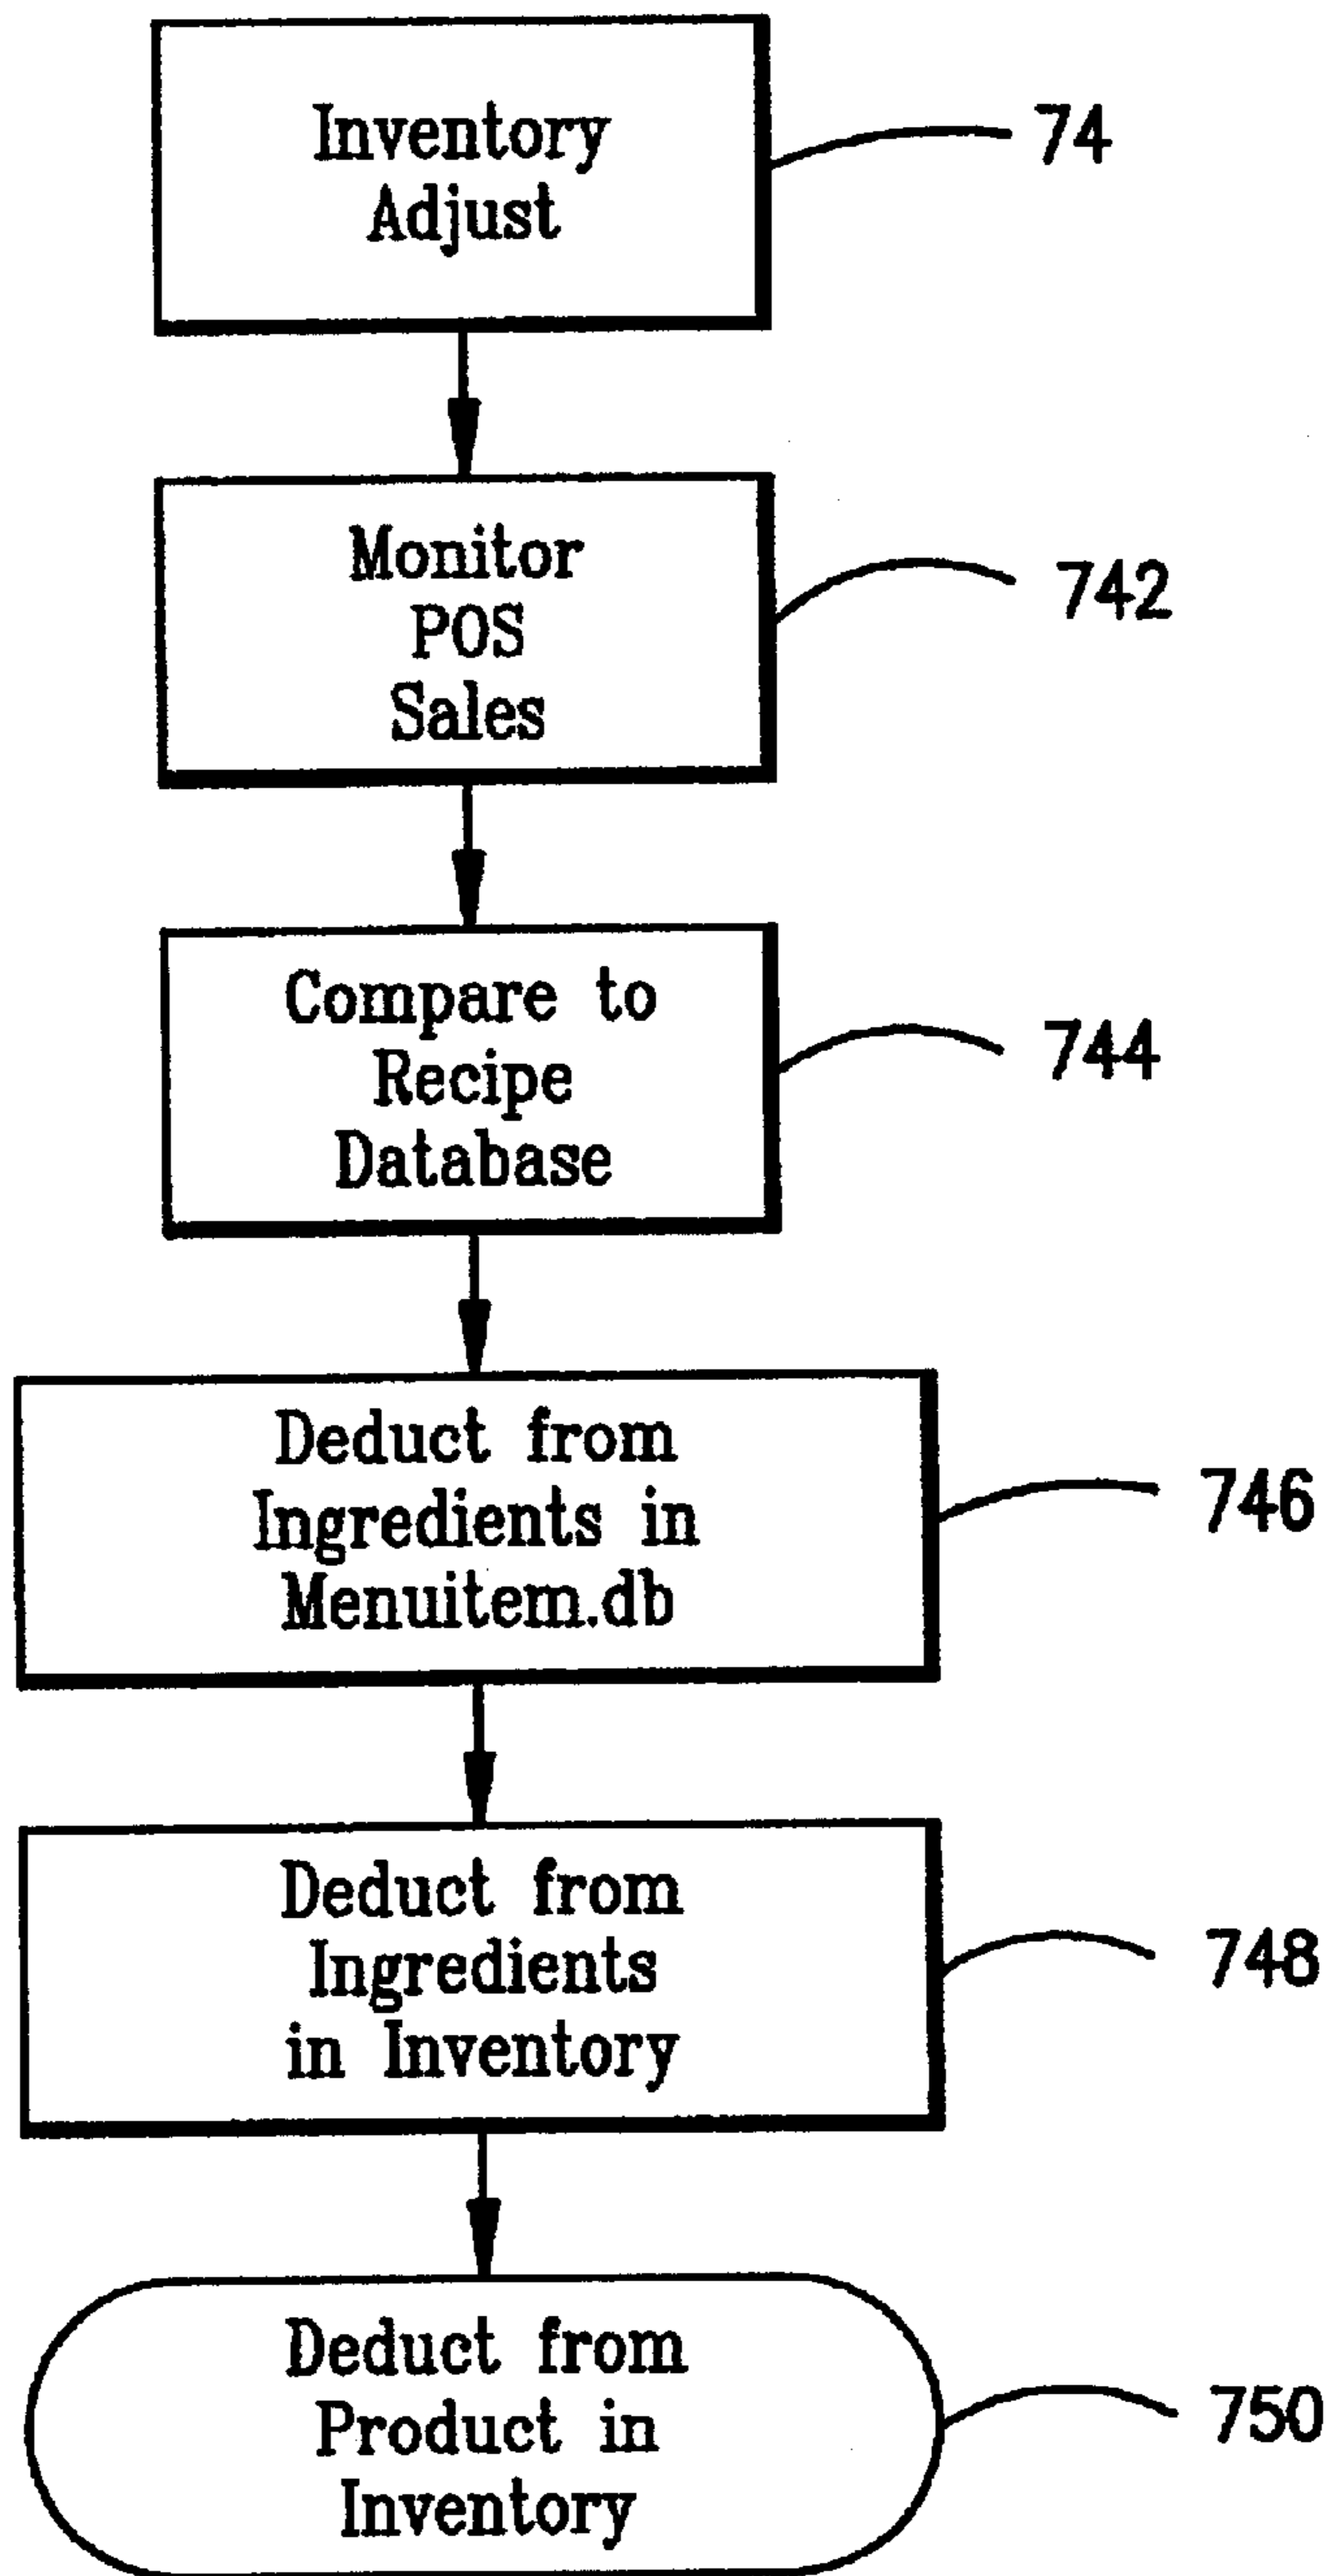 Inventory
Adjust
74
Monitor
POS
Sales
742
Compare to
Recipe
Database
744
Deduct from
Ingredients in
Menuitem.db
746
Deduct from
Ingredients
in Inventory
748
Deduct from
Product in
Inventory
750